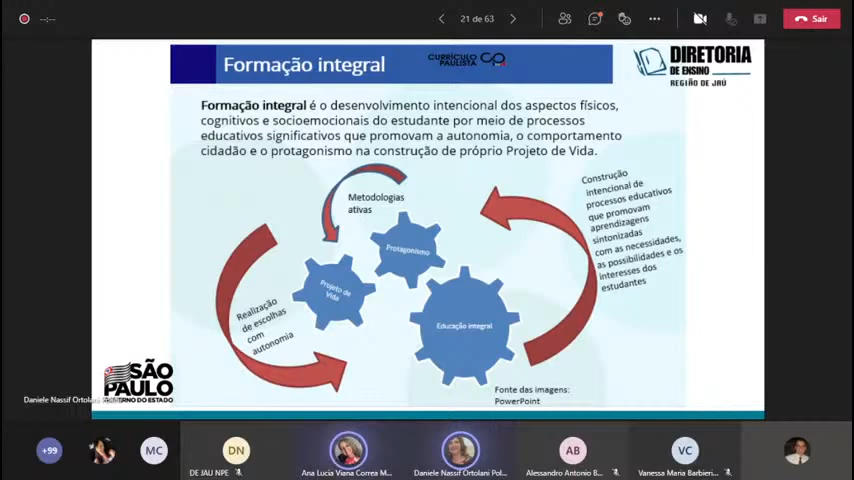 --:--
21 de 63
Sair
Formação integral
CURRÍCULO
PAULISTA
DIRETORIA
DE ENSINO
REGIÃO DE JAÚ
Formação integral é o desenvolvimento intencional dos aspectos físicos,
cognitivos e socioemocionais do estudante por meio de processos
educativos significativos que promovam a autonomia, o comportamento
cidadão e o protagonismo na construção de próprio Projeto de Vida.
Metodologias
ativas
Construção
intencional de
processos educativos
que promovam
aprendizagens
sintonizadas
com as necessidades,
as possibilidades e os
interesses dos
estudantes
Protagonismo
Projeto de
Vida
Educação integral
Realização
de escolhas
com
autonomia
Fonte das imagens:
PowerPoint
SÃO
PAULO
GOVERNO DO ESTADO
Daniele Nassif Ortolani
+99
MC
DN
DE JAU NPE
Ana Lucia Viana Correa M...
Daniele Nassif Ortolani Pol...
AB
Alessandro Antonio B...
VC
Vanessa Maria Barbieri...